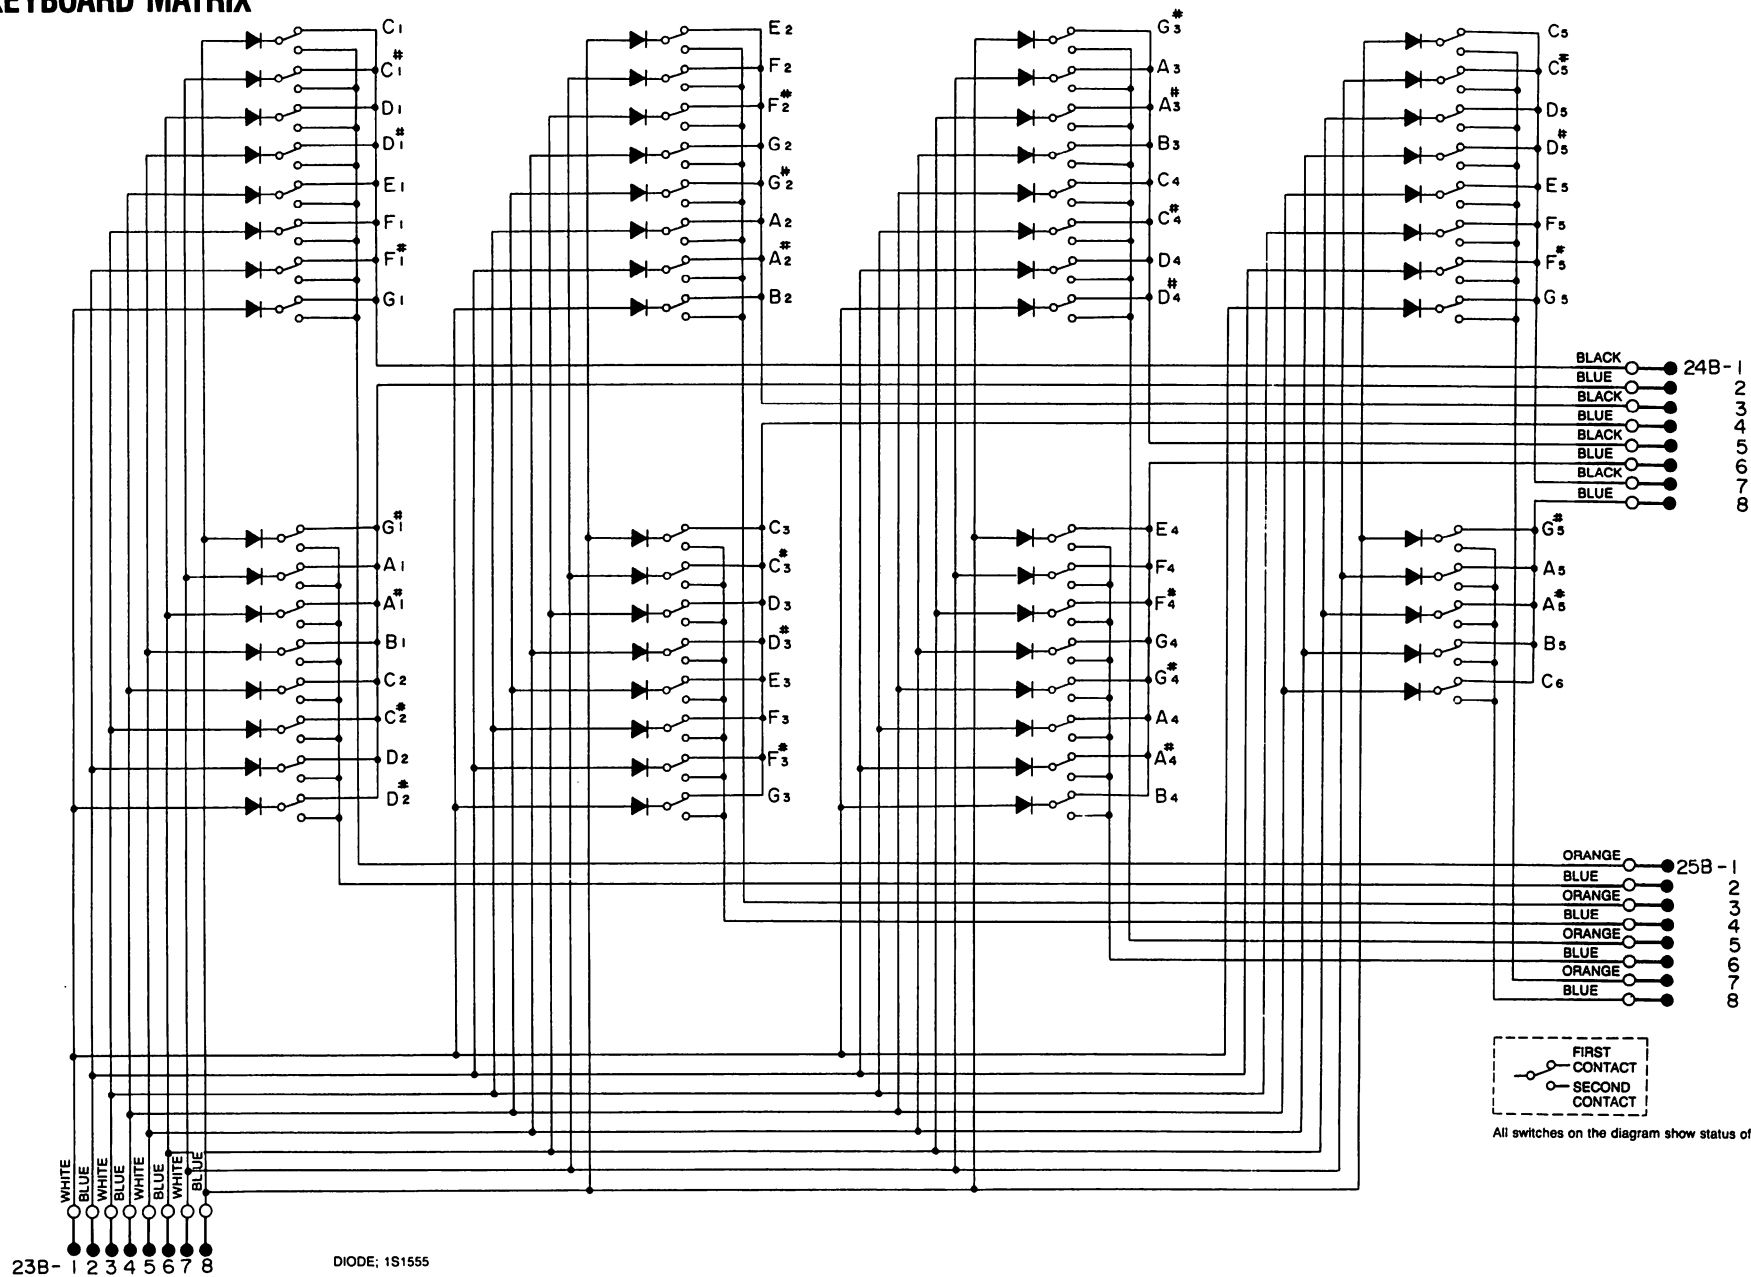 KEYBOARD MATRIX
C1 E2 G#3 C5
C#1 F2 A3 C#5
D1 F#2 A#3 D5
D#1 G2 B3 D#5
E1 G#2 C4 E5
F1 A2 C#4 F5
F#1 A#2 D4 F#5
G1 B2 D#4 G5
BLACK 24B-1
BLUE 2
BLACK 3
BLUE 4
BLACK 5
BLUE 6
BLACK 7
BLUE 8
G#1 C3 E4 G#5
A1 C#3 F4 A5
A#1 D3 F#4 A#5
B1 D#3 G4 B5
C2 E3 G#4 C6
C#2 F3 A4
D2 F#3 A#4
D#2 G3 B4
ORANGE 25B-1
BLUE 2
ORANGE 3
BLUE 4
ORANGE 5
BLUE 6
ORANGE 7
BLUE 8
FIRST
CONTACT
SECOND
CONTACT
All switches on the diagram show status of
WHITE BLUE WHITE BLUE WHITE BLUE WHITE BLUE
23B- 1 2 3 4 5 6 7 8
DIODE; 1S1555